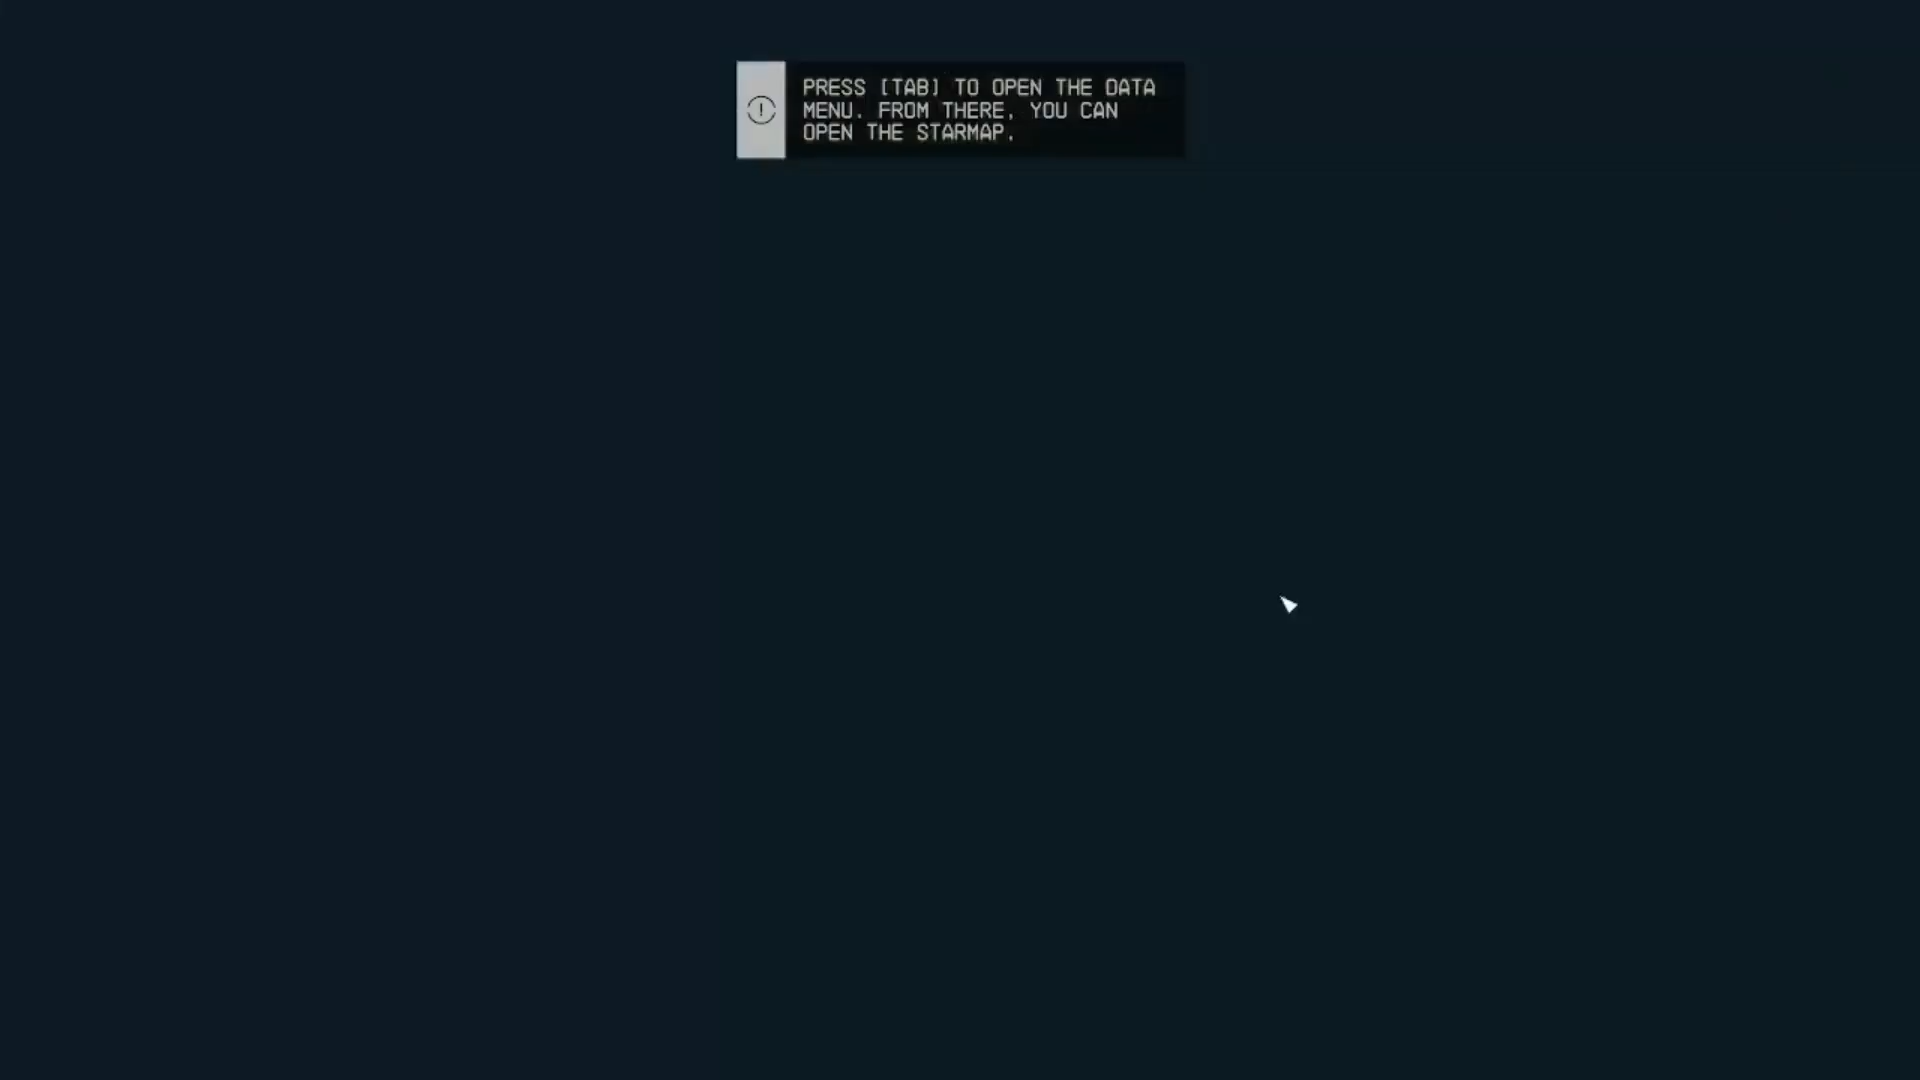 PRESS [TAB] TO OPEN THE DATA
MENU. FROM THERE, YOU CAN
OPEN THE STARMAP.